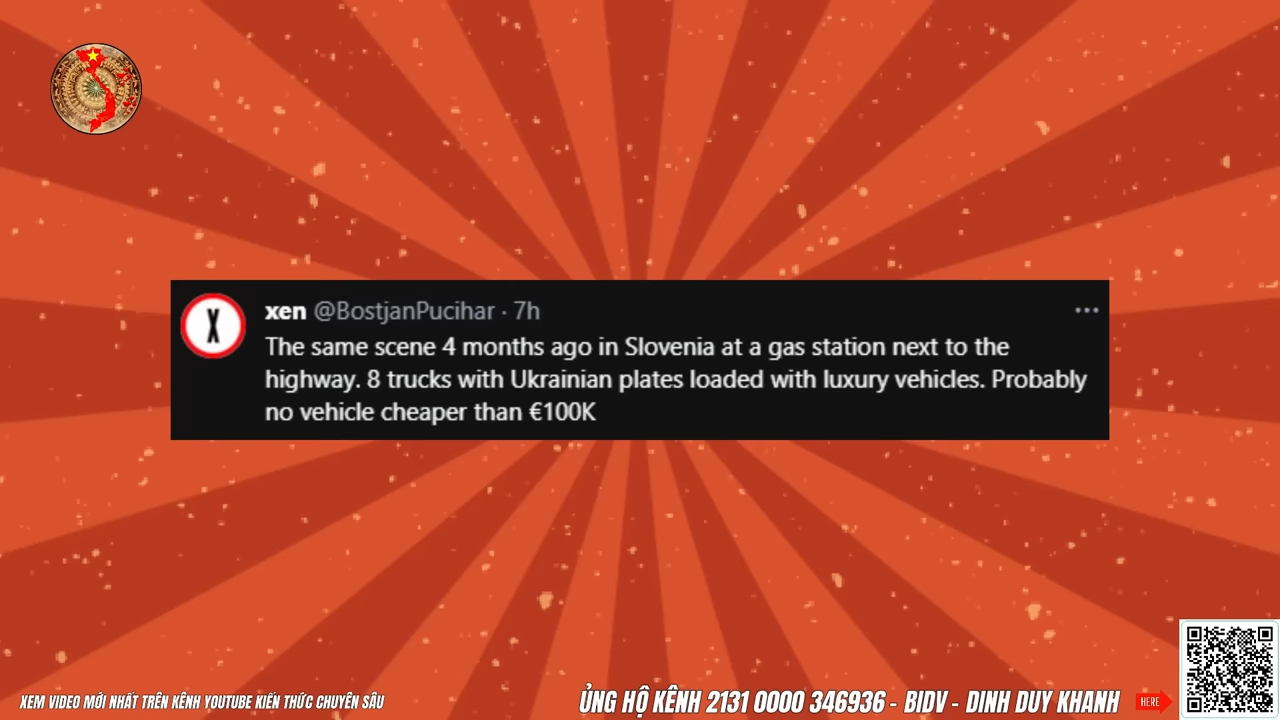 xen @BostjanPucihar · 7h
The same scene 4 months ago in Slovenia at a gas station next to the
highway. 8 trucks with Ukrainian plates loaded with luxury vehicles. Probably
no vehicle cheaper than €100K
XEM VIDEO MỚI NHẤT TRÊN KÊNH YOUTUBE KIẾN THỨC CHUYÊN SÂU
ỦNG HỘ KÊNH 2131 0000 346936 - BIDV - DINH DUY KHANH
HERE